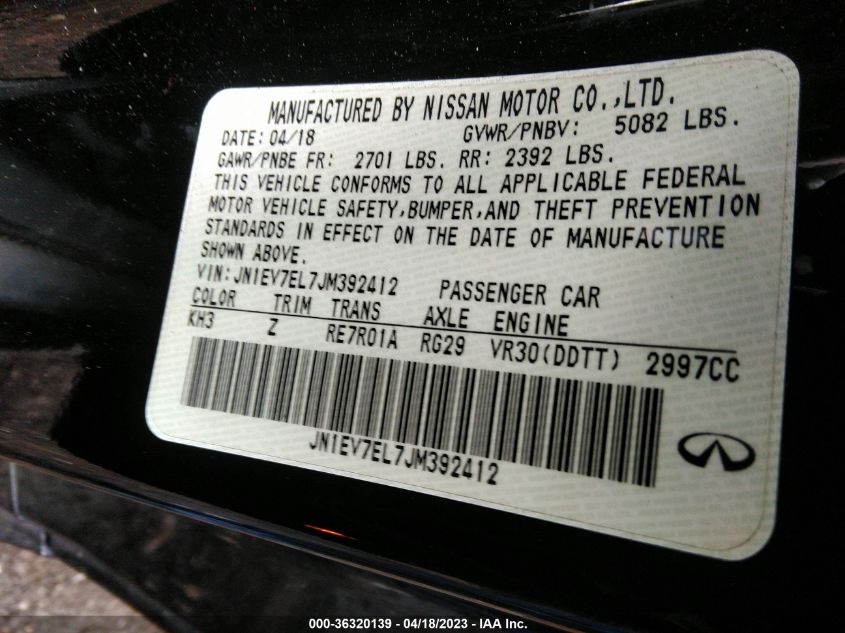 MANUFACTURED BY NISSAN MOTOR CO.,LTD.
DATE:04/18 GVWR/PNBV: 5082 LBS.
GAWR/PNBE FR: 2701 LBS. RR: 2392 LBS.
THIS VEHICLE CONFORMS TO ALL APPLICABLE FEDERAL
MOTOR VEHICLE SAFETY,BUMPER,AND THEFT PREVENTION
STANDARDS IN EFFECT ON THE DATE OF MANUFACTURE
SHOWN ABOVE.
VIN:JN1EV7EL7JM392412 PASSENGER CAR
COLOR TRIM TRANS AXLE ENGINE
KH3 Z RE7R01A RG29 VR30(DDTT) 2997CC
JN1EV7EL7JM392412
000-36320139 - 04/18/2023 - IAA Inc.